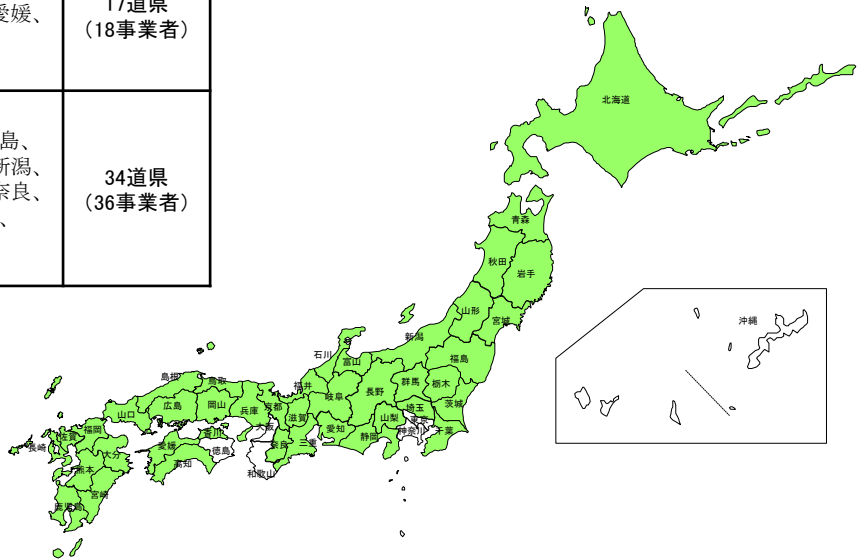 愛媛、
17道県
（18事業者）
島、
新潟、
奈良、
、
34道県
（36事業者）
北海道
青森
秋田
岩手
山形
宮城
新潟
福島
石川
富山
福井
岐阜
長野
群馬
栃木
茨城
埼玉
東京
千葉
神奈川
山梨
静岡
愛知
三重
滋賀
京都
大阪
奈良
和歌山
兵庫
鳥取
島根
岡山
広島
山口
香川
徳島
愛媛
高知
福岡
佐賀
長崎
大分
熊本
宮崎
鹿児島
沖縄